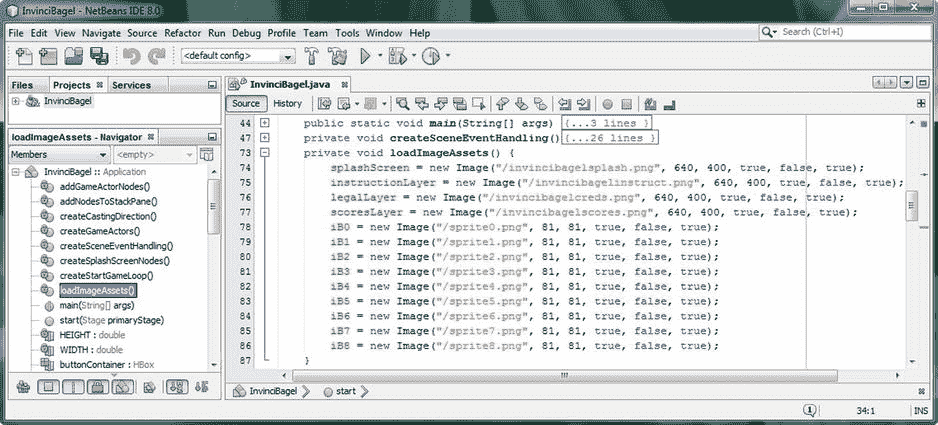 InvinciBagel - NetBeans IDE 8.0
File Edit View Navigate Source Refactor Run Debug Profile Team Tools Window Help
Search (Ctrl+I)
<default config>
Files Projects Services
InvinciBagel.java
InvinciBagel
Source History
loadImageAssets - Navigator
Members <empty>
InvinciBagel :: Application
addGameActorNodes()
addNodesToStackPane()
createCastingDirection()
createGameActors()
createSceneEventHandling()
createSplashScreenNodes()
createStartGameLoop()
loadImageAssets()
main(String[] args)
start(Stage primaryStage)
HEIGHT : double
WIDTH : double
buttonContainer : HBox
44 public static void main(String[] args) {...3 lines }
47 private void createSceneEventHandling() {...26 lines }
73 private void loadImageAssets() {
74 splashScreen = new Image("/invincibagelsplash.png", 640, 400, true, false, true);
75 instructionLayer = new Image("/invincibagelinstruct.png", 640, 400, true, false, true);
76 legalLayer = new Image("/invincibagelcreds.png", 640, 400, true, false, true);
77 scoresLayer = new Image("/invincibagelscores.png", 640, 400, true, false, true);
78 iB0 = new Image("/sprite0.png", 81, 81, true, false, true);
79 iB1 = new Image("/sprite1.png", 81, 81, true, false, true);
80 iB2 = new Image("/sprite2.png", 81, 81, true, false, true);
81 iB3 = new Image("/sprite3.png", 81, 81, true, false, true);
82 iB4 = new Image("/sprite4.png", 81, 81, true, false, true);
83 iB5 = new Image("/sprite5.png", 81, 81, true, false, true);
84 iB6 = new Image("/sprite6.png", 81, 81, true, false, true);
85 iB7 = new Image("/sprite7.png", 81, 81, true, false, true);
86 iB8 = new Image("/sprite8.png", 81, 81, true, false, true);
87 }
InvinciBagel start
1 34:1 INS